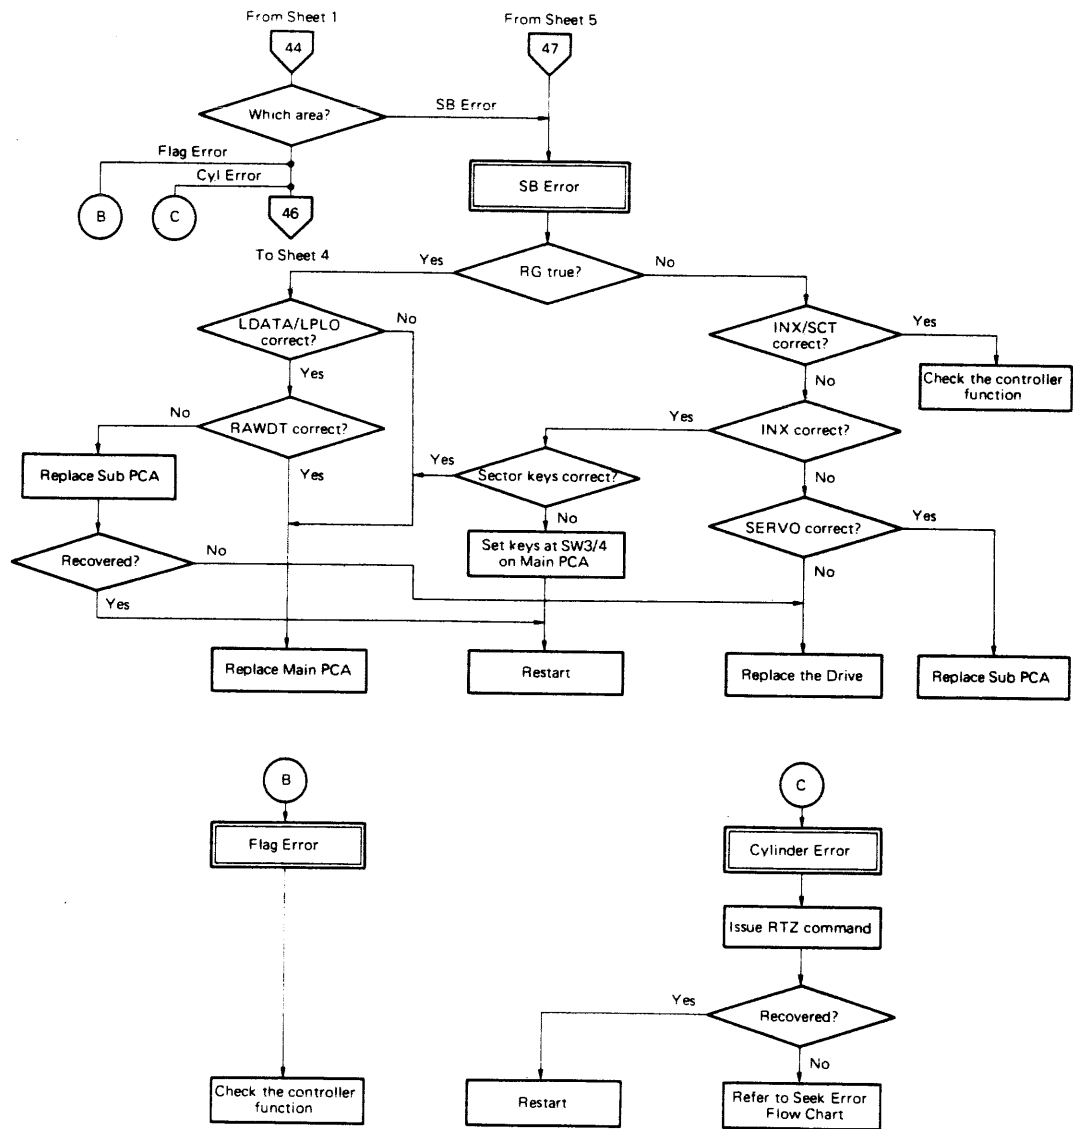 From Sheet 1
From Sheet 5
44
47
Which area?
SB Error
Flag Error
Cyl Error
B
C
46
To Sheet 4
SB Error
Yes
RG true?
No
LDATA/LPLO
correct?
No
Yes
INX/SCT
correct?
Yes
No
Check the controller
function
No
RAWDT correct?
Yes
Yes
INX correct?
No
Replace Sub PCA
Yes
Sector keys correct?
No
Set keys at SW3/4
on Main PCA
SERVO correct?
Yes
No
Recovered?
No
Yes
Replace Main PCA
Restart
Replace the Drive
Replace Sub PCA
B
Flag Error
Check the controller
function
C
Cylinder Error
Issue RTZ command
Yes
Recovered?
No
Restart
Refer to Seek Error
Flow Chart